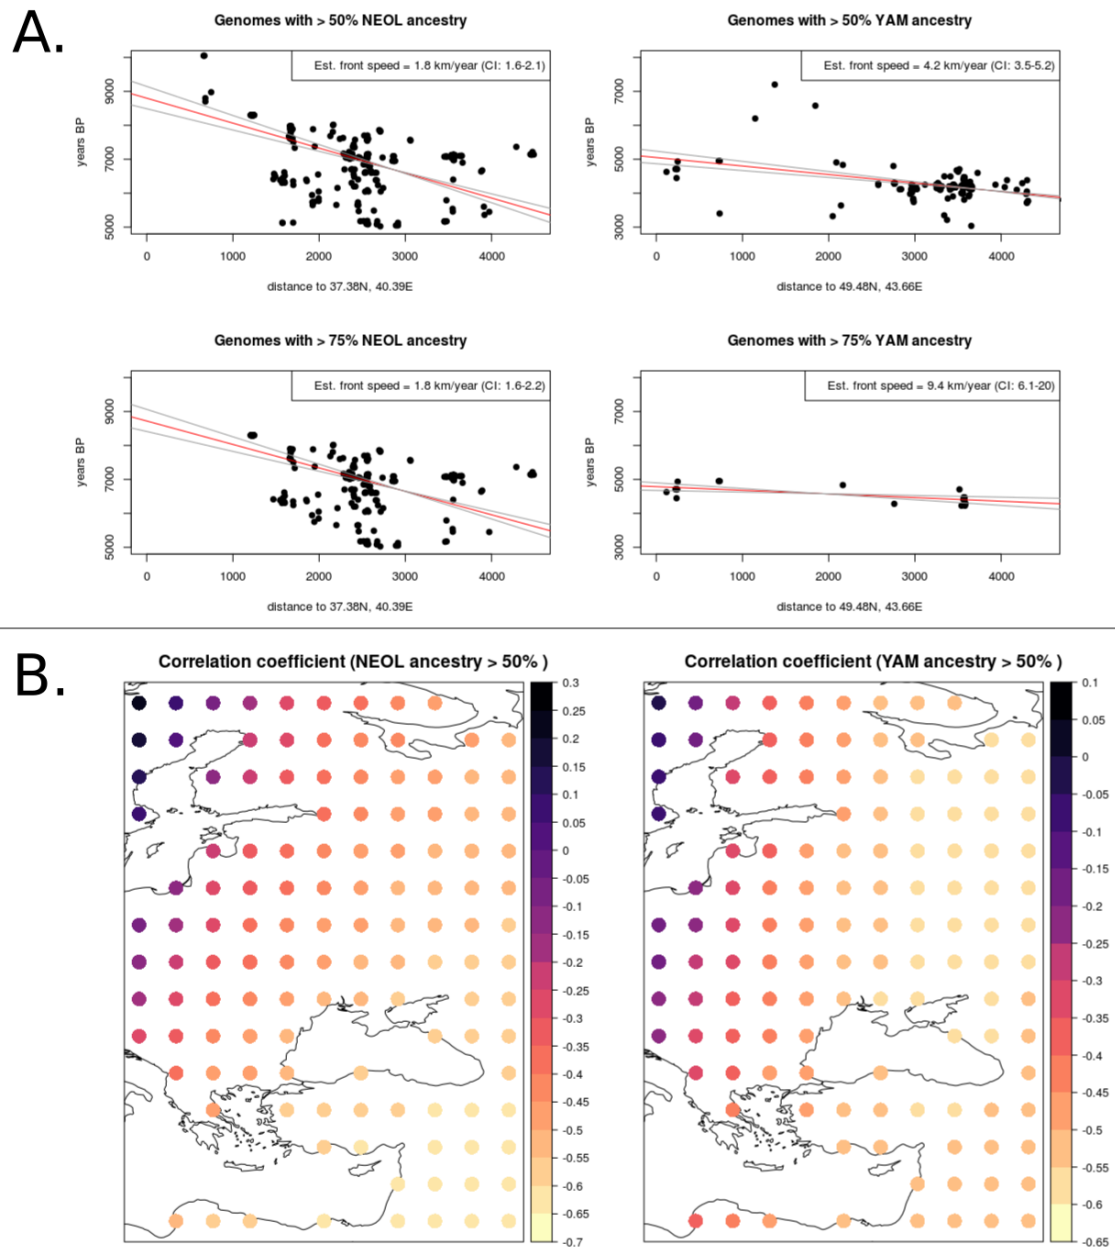 A.
Genomes with > 50% NEOL ancestry
Est. front speed = 1.8 km/year (CI: 1.6-2.1)
years BP
9000
7000
5000
0 1000 2000 3000 4000
distance to 37.38N, 40.39E
Genomes with > 50% YAM ancestry
Est. front speed = 4.2 km/year (CI: 3.5-5.2)
years BP
7000
5000
3000
0 1000 2000 3000 4000
distance to 49.48N, 43.66E
Genomes with > 75% NEOL ancestry
Est. front speed = 1.8 km/year (CI: 1.6-2.2)
years BP
9000
7000
5000
0 1000 2000 3000 4000
distance to 37.38N, 40.39E
Genomes with > 75% YAM ancestry
Est. front speed = 9.4 km/year (CI: 6.1-20)
years BP
7000
5000
3000
0 1000 2000 3000 4000
distance to 49.48N, 43.66E
B.
Correlation coefficient (NEOL ancestry > 50% )
0.3
0.25
0.2
0.15
0.1
0.05
0
-0.05
-0.1
-0.15
-0.2
-0.25
-0.3
-0.35
-0.4
-0.45
-0.5
-0.55
-0.6
-0.65
-0.7
Correlation coefficient (YAM ancestry > 50% )
0.1
0.05
0
-0.05
-0.1
-0.15
-0.2
-0.25
-0.3
-0.35
-0.4
-0.45
-0.5
-0.55
-0.6
-0.65